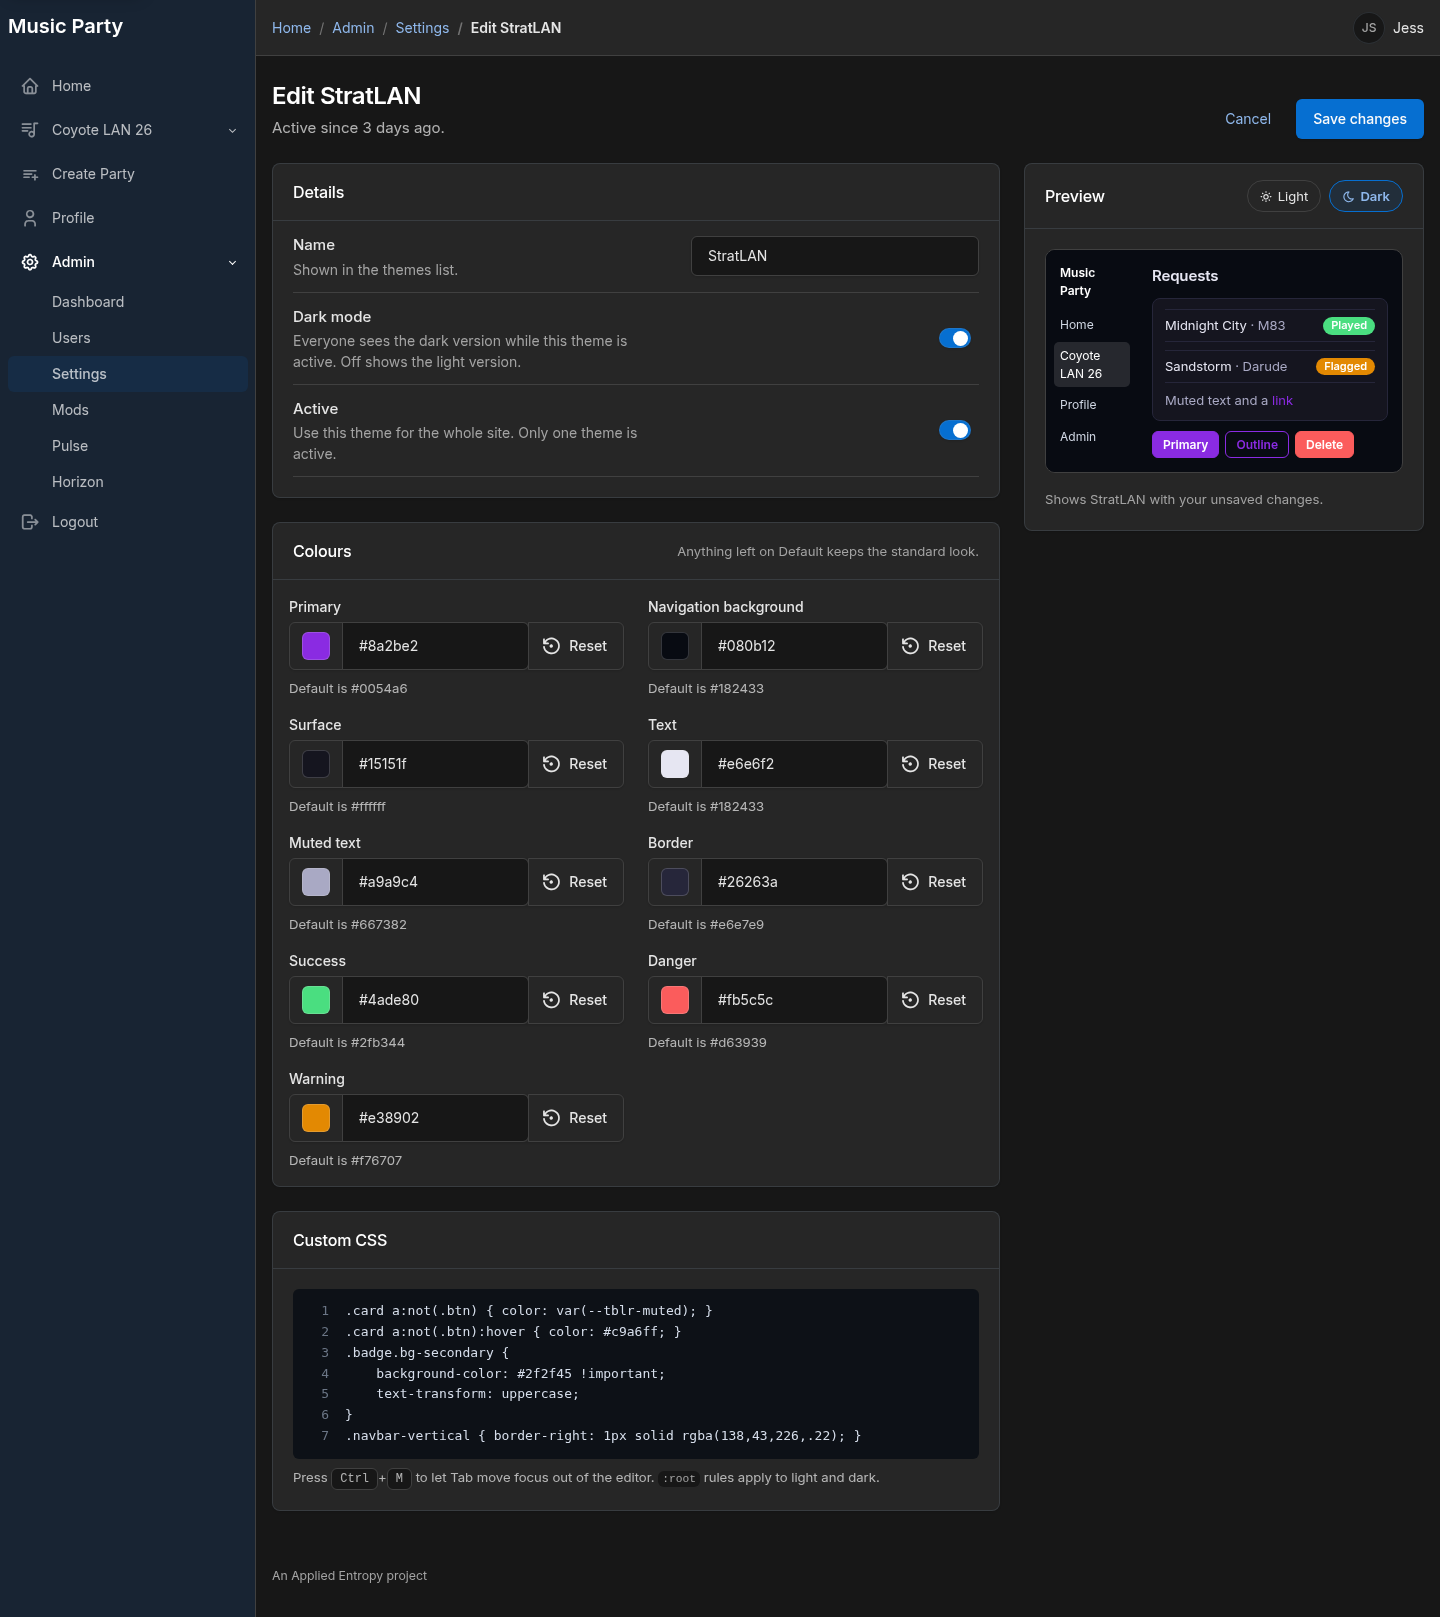 Music Party
Home
Coyote LAN 26
Create Party
Profile
Admin
Dashboard
Users
Settings
Mods
Pulse
Horizon
Logout
Home / Admin / Settings / Edit StratLAN
JS Jess
Edit StratLAN
Active since 3 days ago.
Cancel
Save changes
Details
Name
Shown in the themes list.
StratLAN
Dark mode
Everyone sees the dark version while this theme is
active. Off shows the light version.
Active
Use this theme for the whole site. Only one theme is
active.
Preview
Light
Dark
Music
Party
Home
Coyote
LAN 26
Profile
Admin
Requests
Midnight City · M83 Played
Sandstorm · Darude Flagged
Muted text and a link
Primary Outline Delete
Shows StratLAN with your unsaved changes.
Colours
Anything left on Default keeps the standard look.
Primary
#8a2be2 Reset
Default is #0054a6
Navigation background
#080b12 Reset
Default is #182433
Surface
#15151f Reset
Default is #ffffff
Text
#e6e6f2 Reset
Default is #182433
Muted text
#a9a9c4 Reset
Default is #667382
Border
#26263a Reset
Default is #e6e7e9
Success
#4ade80 Reset
Default is #2fb344
Danger
#fb5c5c Reset
Default is #d63939
Warning
#e38902 Reset
Default is #f76707
Custom CSS
1 .card a:not(.btn) { color: var(--tblr-muted); }
2 .card a:not(.btn):hover { color: #c9a6ff; }
3 .badge.bg-secondary {
4     background-color: #2f2f45 !important;
5     text-transform: uppercase;
6 }
7 .navbar-vertical { border-right: 1px solid rgba(138,43,226,.22); }
Press Ctrl+M to let Tab move focus out of the editor. :root rules apply to light and dark.
An Applied Entropy project